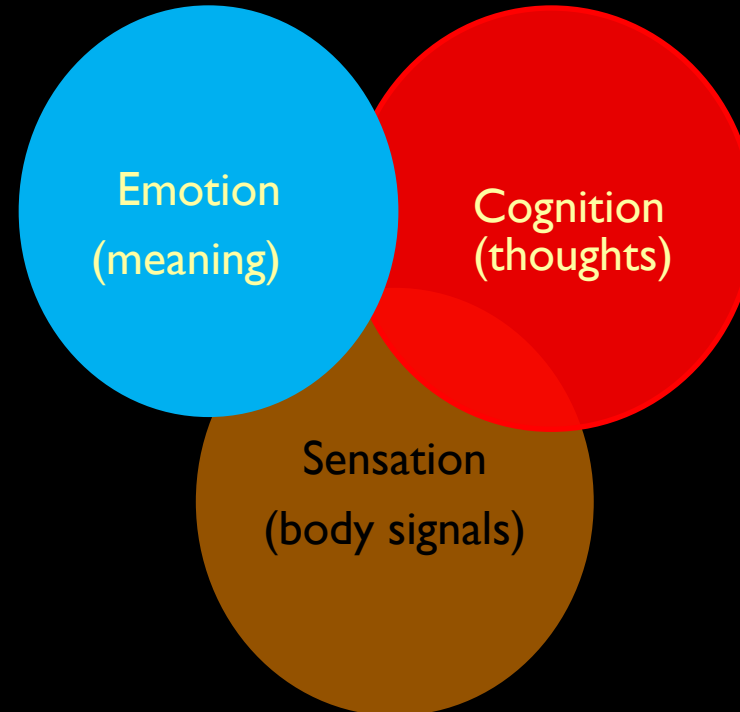 Emotion
(meaning)
Cognition
(thoughts)
Sensation
(body signals)